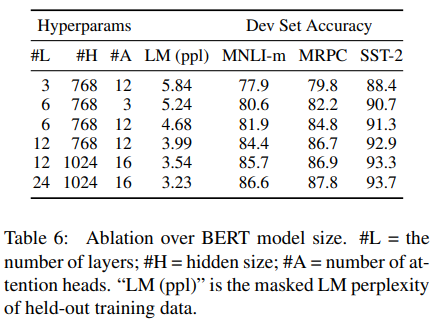 Hyperparams Dev Set Accuracy
#L #H #A LM (ppl) MNLI-m MRPC SST-2
3 768 12 5.84 77.9 79.8 88.4
6 768 3 5.24 80.6 82.2 90.7
6 768 12 4.68 81.9 84.8 91.3
12 768 12 3.99 84.4 86.7 92.9
12 1024 16 3.54 85.7 86.9 93.3
24 1024 16 3.23 86.6 87.8 93.7
Table 6: Ablation over BERT model size. #L = the
number of layers; #H = hidden size; #A = number of at-
tention heads. “LM (ppl)” is the masked LM perplexity
of held-out training data.